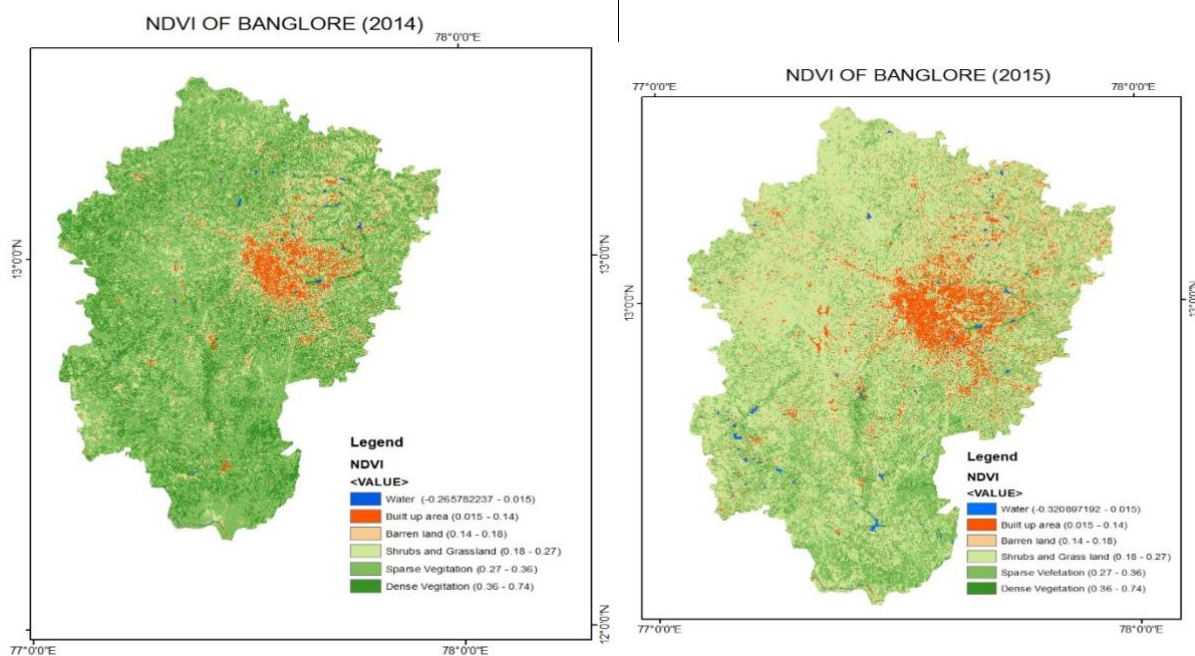 NDVI OF BANGLORE (2014)
78°0'0"E
13°0'0"N
13°0'0"N
Legend
NDVI
<VALUE>
Water (-0.265782237 - 0.015)
Built up area (0.015 - 0.14)
Barren land (0.14 - 0.18)
Shrubs and Grassland (0.18 - 0.27)
Sparse Vegitation (0.27 - 0.36)
Dense Vegitation (0.36 - 0.74)
12°0'0"N
77°0'0"E
78°0'0"E
NDVI OF BANGLORE (2015)
77°0'0"E
78°0'0"E
13°0'0"N
13°0'0"N
Legend
NDVI
<VALUE>
Water (-0.320897192 - 0.015)
Built up area (0.015 - 0.14)
Barren land (0.14 - 0.18)
Shrubs and Grass land (0.18 - 0.27)
Sparse Vefetation (0.27 - 0.36)
Dense Vegetation (0.36 - 0.74)
77°0'0"E
78°0'0"E